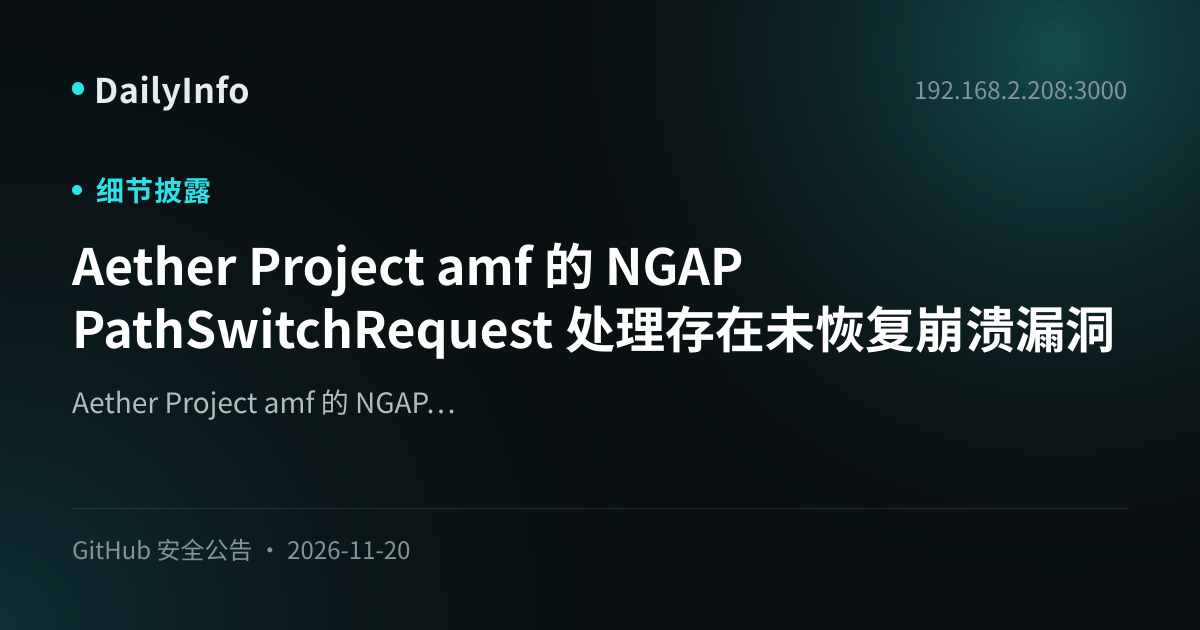 DailyInfo
192.168.2.208:3000
细节披露
Aether Project amf 的 NGAP
PathSwitchRequest 处理存在未恢复崩溃漏洞
Aether Project amf 的 NGAP…
GitHub 安全公告 · 2026-11-20